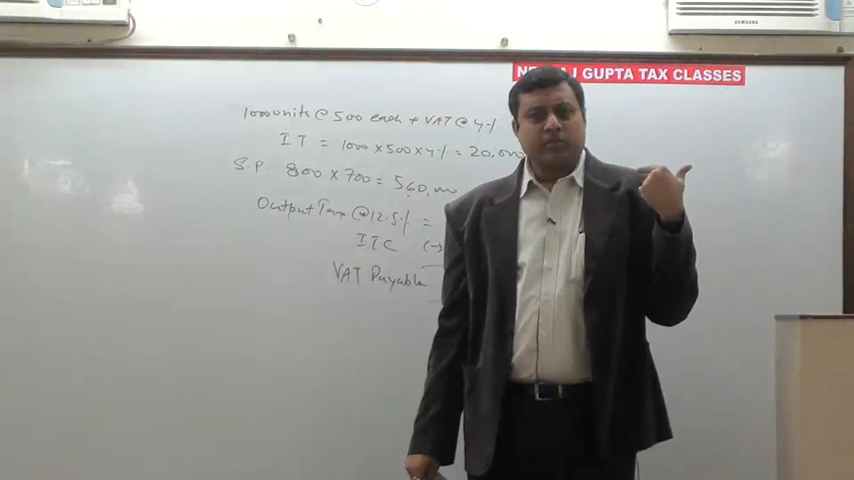 SAMSUNG
NEERAJ GUPTA TAX CLASSES
1000 units @ 500 each + VAT @ 4%
IT = 1000 x 500 x 4% = 20,000
S.P. 800 x 700 = 560,000
Output Tax @ 12.5% =
ITC (-)
VAT Payable